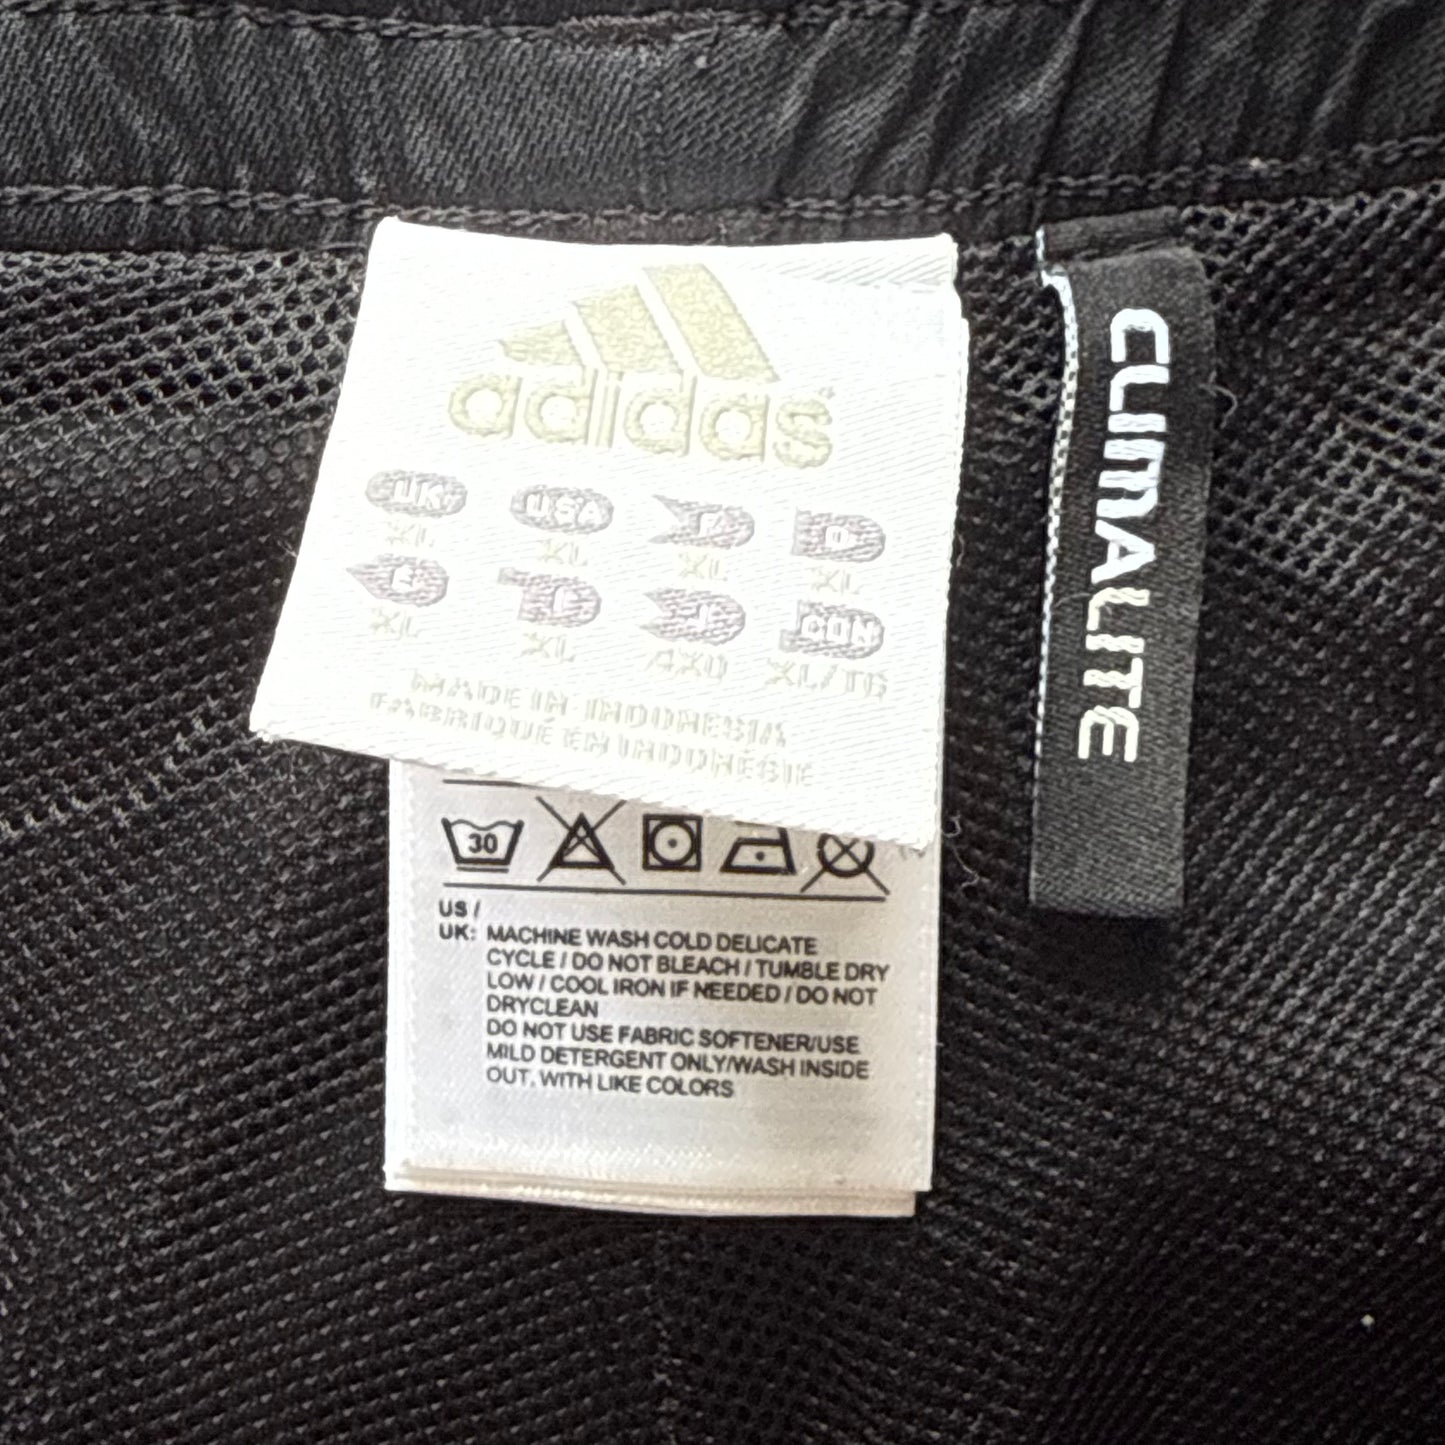 adidas
UK USA F D
XL XL XL XL
E I J CON
XL XL 4XO XL/TG
MADE IN INDONESIA
FABRIQUÉ EN INDONÉSIE
CLIMALITE
30
US /
UK: MACHINE WASH COLD DELICATE
CYCLE / DO NOT BLEACH / TUMBLE DRY
LOW / COOL IRON IF NEEDED / DO NOT
DRYCLEAN
DO NOT USE FABRIC SOFTENER/USE
MILD DETERGENT ONLY/WASH INSIDE
OUT, WITH LIKE COLORS